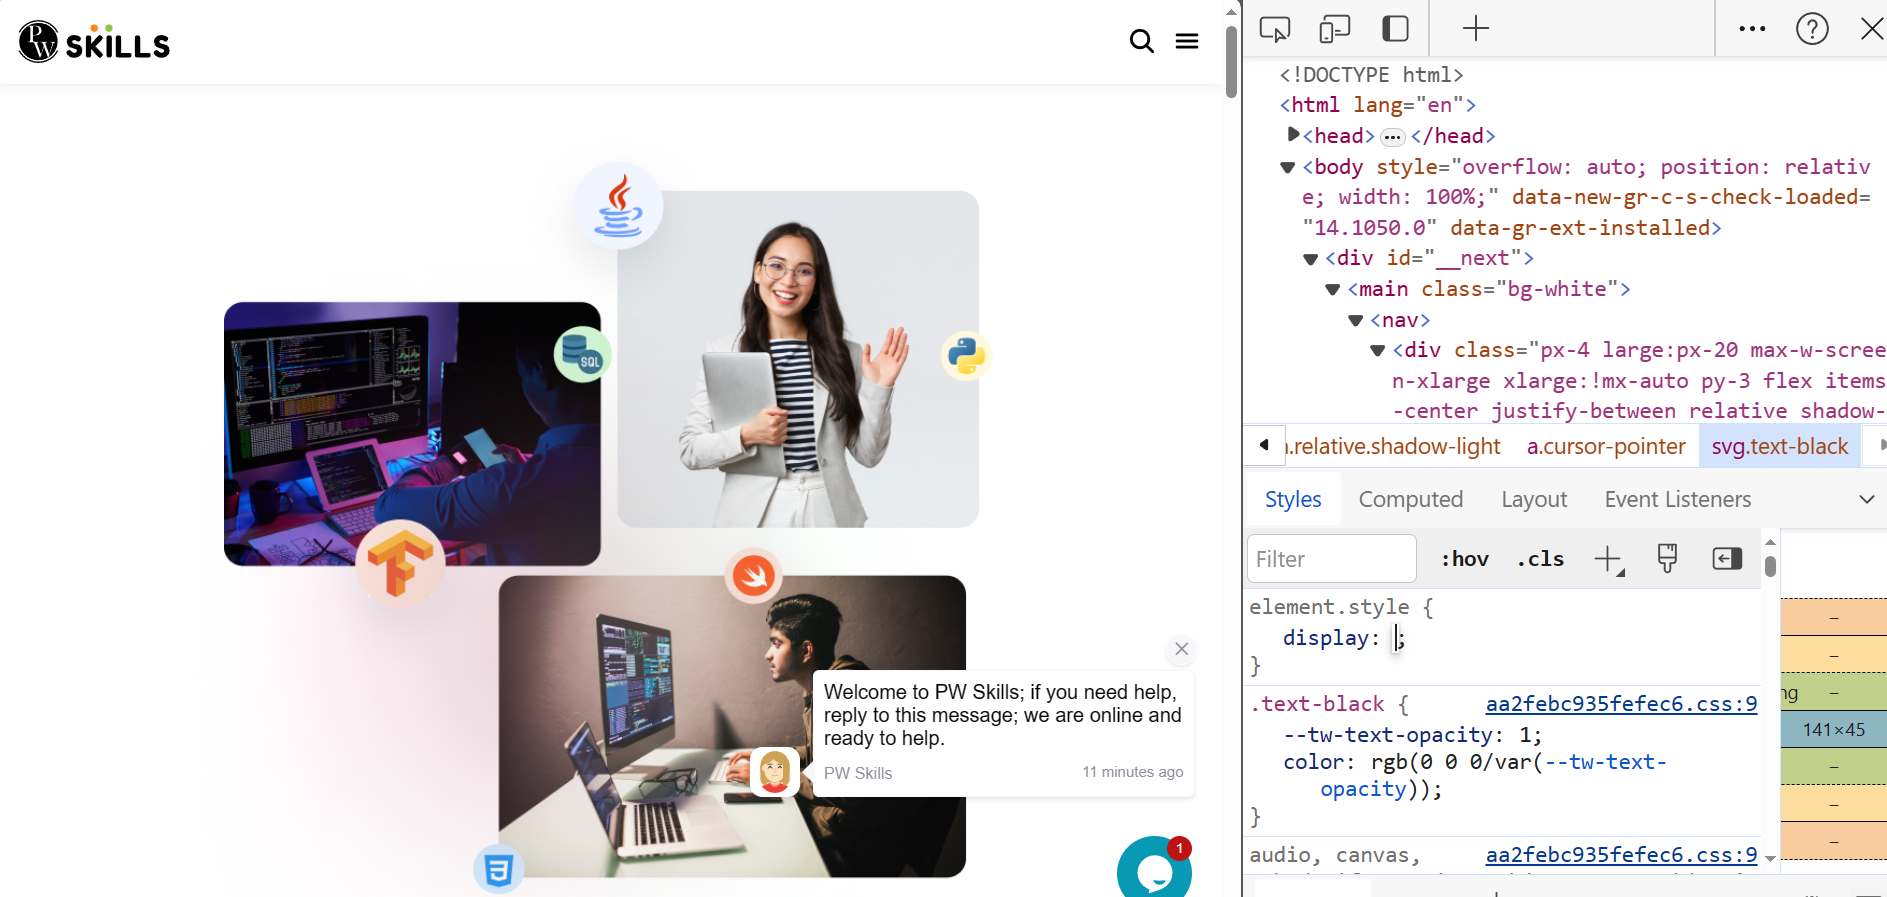 PW SKILLS
SQL
Welcome to PW Skills; if you need help,
reply to this message; we are online and
ready to help.
PW Skills 11 minutes ago
1
<!DOCTYPE html>
<html lang="en">
<head> ••• </head>
<body style="overflow: auto; position: relativ
e; width: 100%;" data-new-gr-c-s-check-loaded=
"14.1050.0" data-gr-ext-installed>
<div id="__next">
<main class="bg-white">
<nav>
<div class="px-4 large:px-20 max-w-scree
n-xlarge xlarge:!mx-auto py-3 flex items
-center justify-between relative shadow-
.relative.shadow-light a.cursor-pointer svg.text-black
Styles Computed Layout Event Listeners
Filter :hov .cls
element.style {
display: ;
}
.text-black { aa2febc935fefec6.css:9
--tw-text-opacity: 1;
color: rgb(0 0 0/var(--tw-text-
opacity));
}
audio, canvas, aa2febc935fefec6.css:9
–
–
ng –
141×45
–
–
–